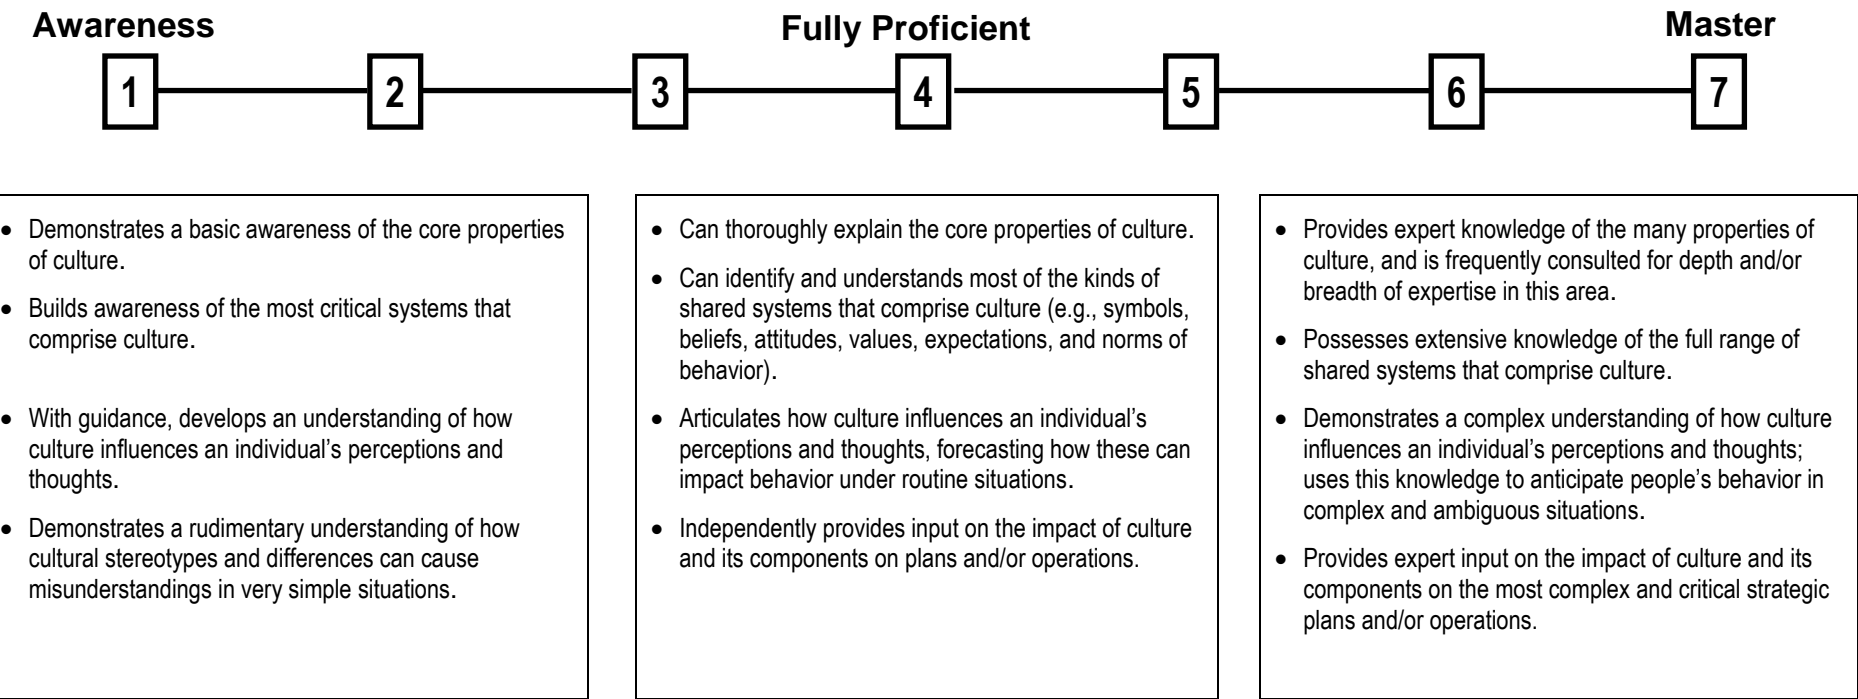 Awareness
Fully Proficient
Master
1
2
3
4
5
6
7
• Demonstrates a basic awareness of the core properties
of culture.
• Builds awareness of the most critical systems that
comprise culture.
• With guidance, develops an understanding of how
culture influences an individual’s perceptions and
thoughts.
• Demonstrates a rudimentary understanding of how
cultural stereotypes and differences can cause
misunderstandings in very simple situations.
• Can thoroughly explain the core properties of culture.
• Can identify and understands most of the kinds of
shared systems that comprise culture (e.g., symbols,
beliefs, attitudes, values, expectations, and norms of
behavior).
• Articulates how culture influences an individual’s
perceptions and thoughts, forecasting how these can
impact behavior under routine situations.
• Independently provides input on the impact of culture
and its components on plans and/or operations.
• Provides expert knowledge of the many properties of
culture, and is frequently consulted for depth and/or
breadth of expertise in this area.
• Possesses extensive knowledge of the full range of
shared systems that comprise culture.
• Demonstrates a complex understanding of how culture
influences an individual’s perceptions and thoughts;
uses this knowledge to anticipate people’s behavior in
complex and ambiguous situations.
• Provides expert input on the impact of culture and its
components on the most complex and critical strategic
plans and/or operations.